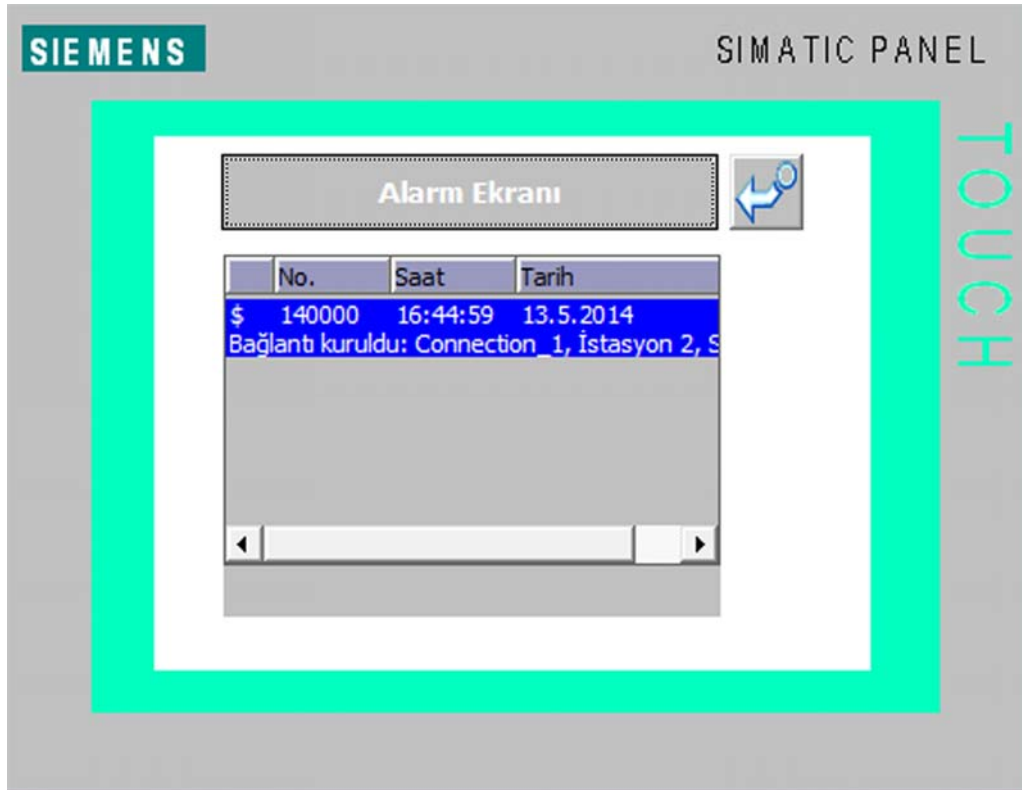 SIEMENS
SIMATIC PANEL
TOUCH
Alarm Ekranı
No. Saat Tarih
$ 140000 16:44:59 13.5.2014
Bağlantı kuruldu: Connection_1, İstasyon 2, S